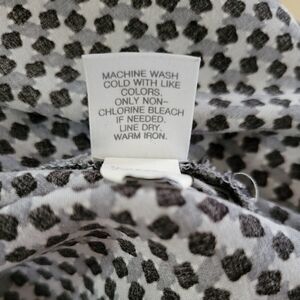 MACHINE WASH
COLD WITH LIKE
COLORS,
ONLY NON-
CHLORINE BLEACH
IF NEEDED.
LINE DRY.
WARM IRON.